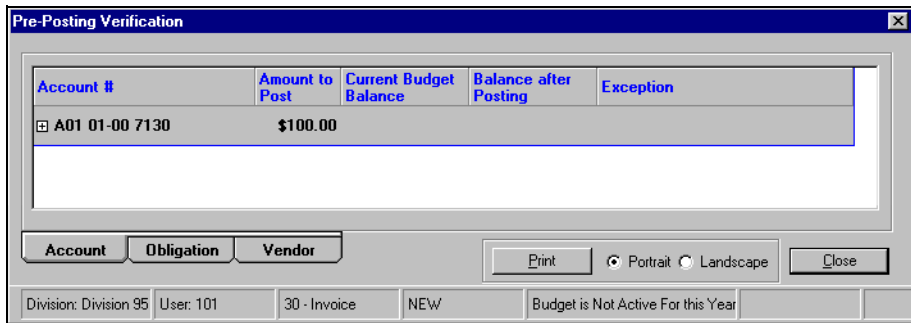 Pre-Posting Verification
Account # Amount to Post Current Budget Balance Balance after Posting Exception
A01 01-00 7130 $100.00
Account Obligation Vendor
Print Portrait Landscape Close
Division: Division 95 User: 101 30 - Invoice NEW Budget is Not Active For this Year